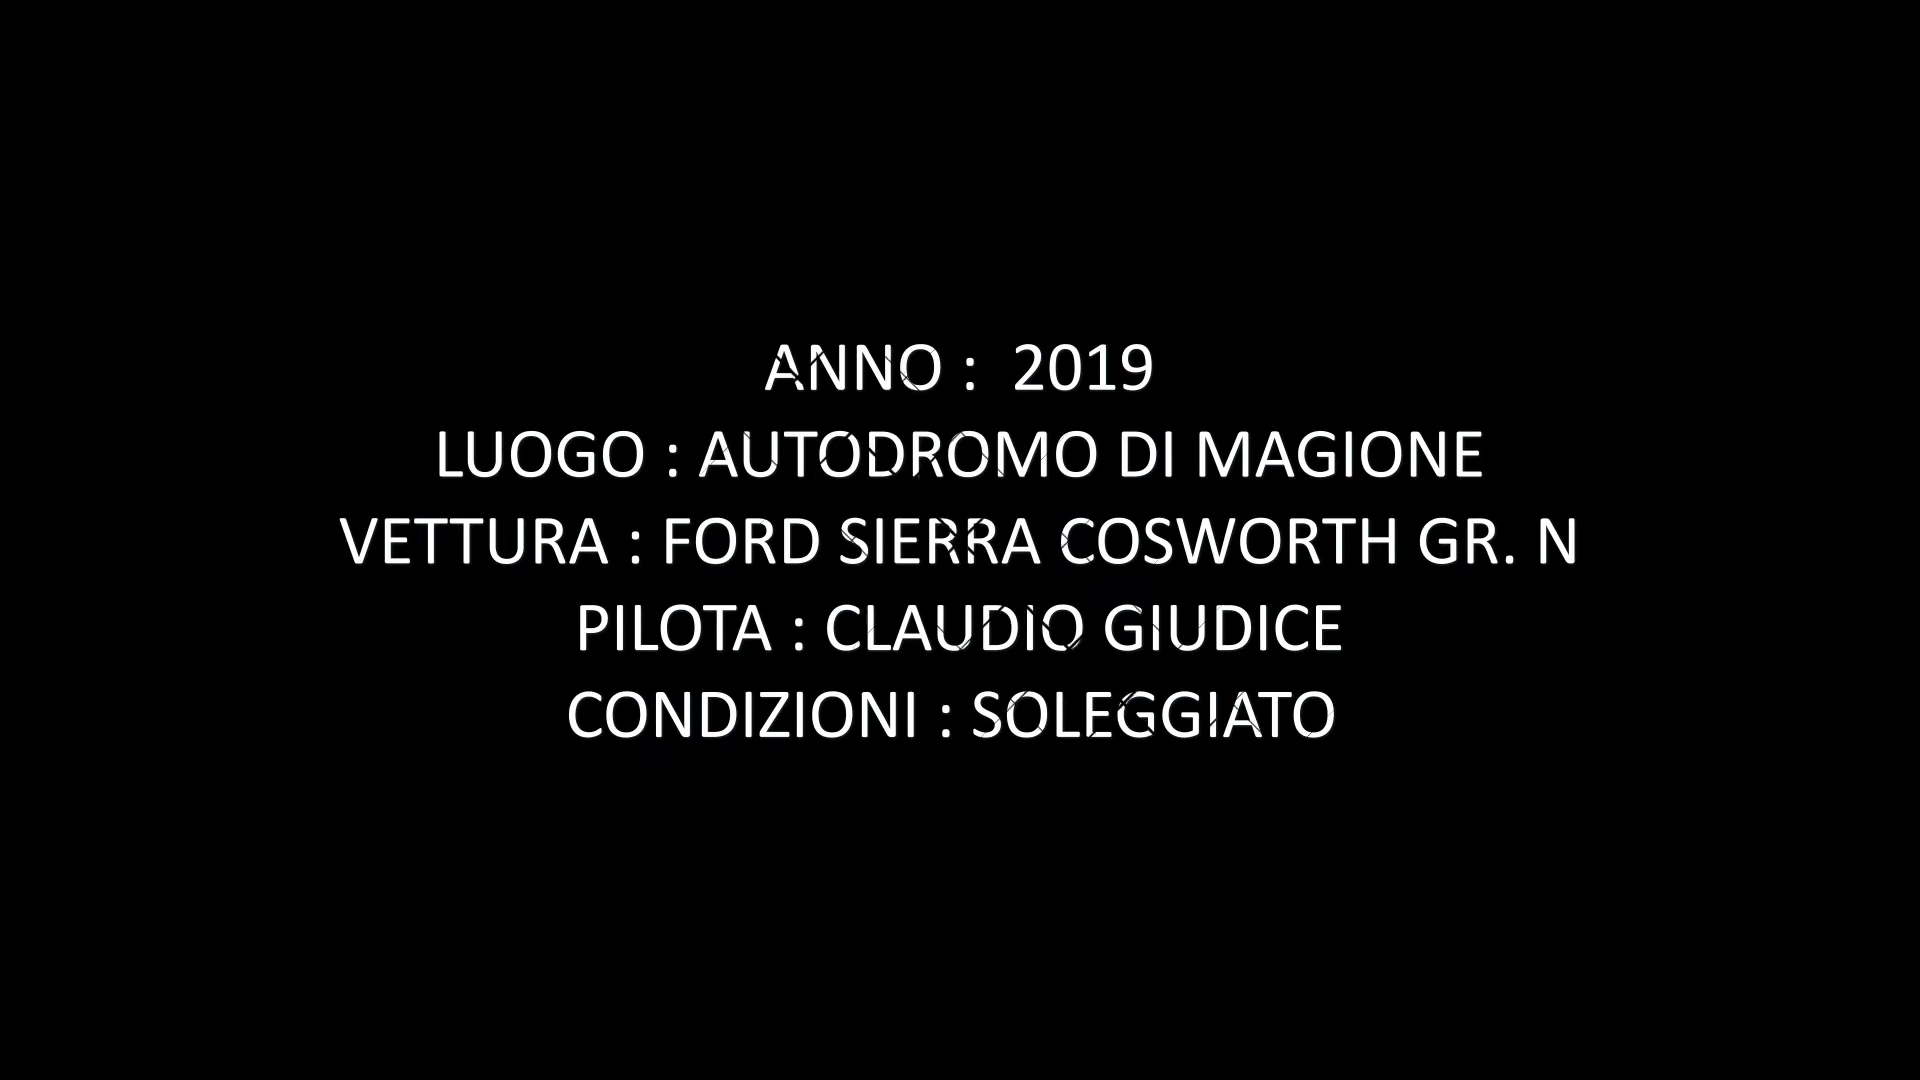 ANNO :  2019
LUOGO : AUTODROMO DI MAGIONE
VETTURA : FORD SIERRA COSWORTH GR. N
PILOTA : CLAUDIO GIUDICE
CONDIZIONI : SOLEGGIATO